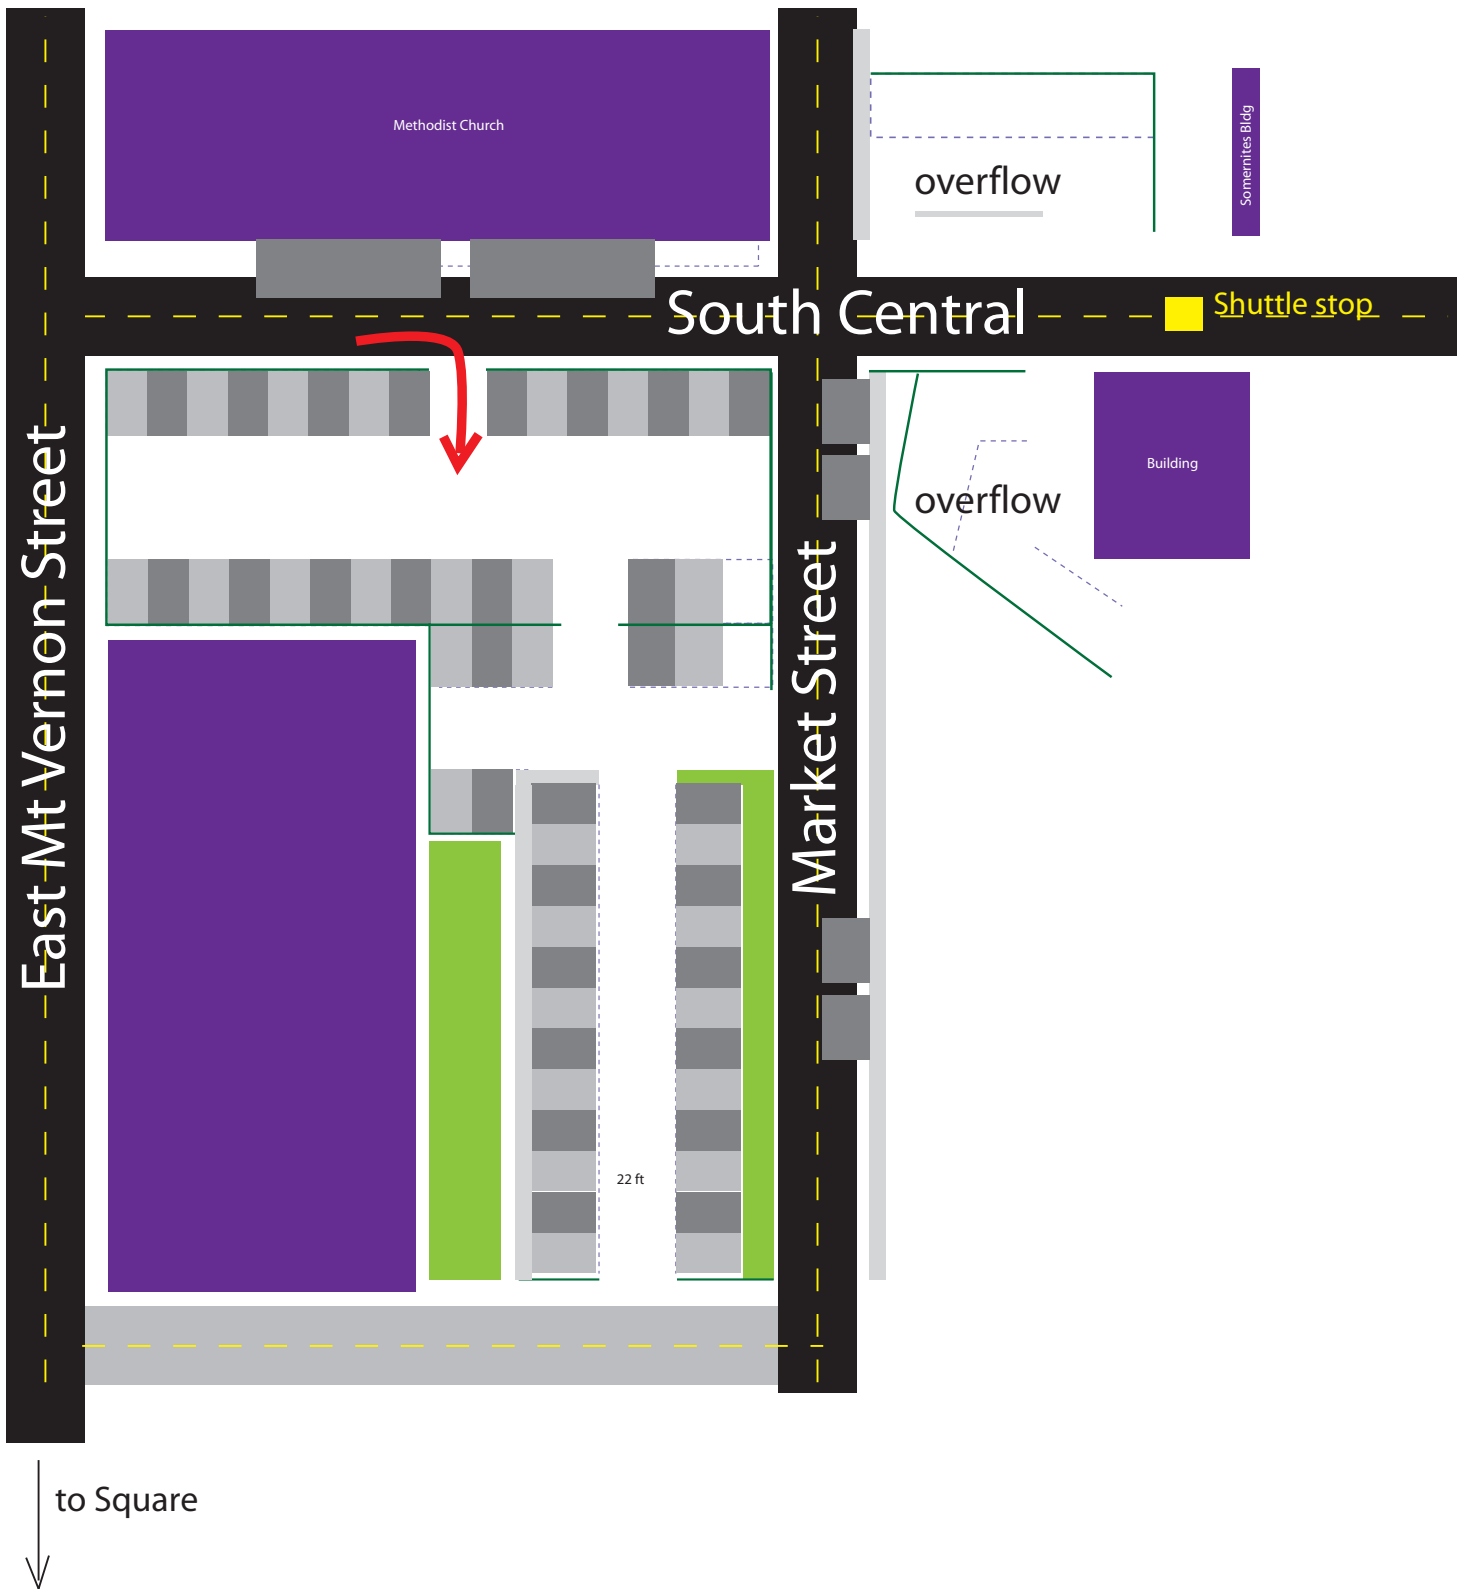 Methodist Church
Somernites Bldg
overflow
South Central
Shuttle stop
East Mt Vernon Street
Market Street
Building
overflow
22 ft
to Square